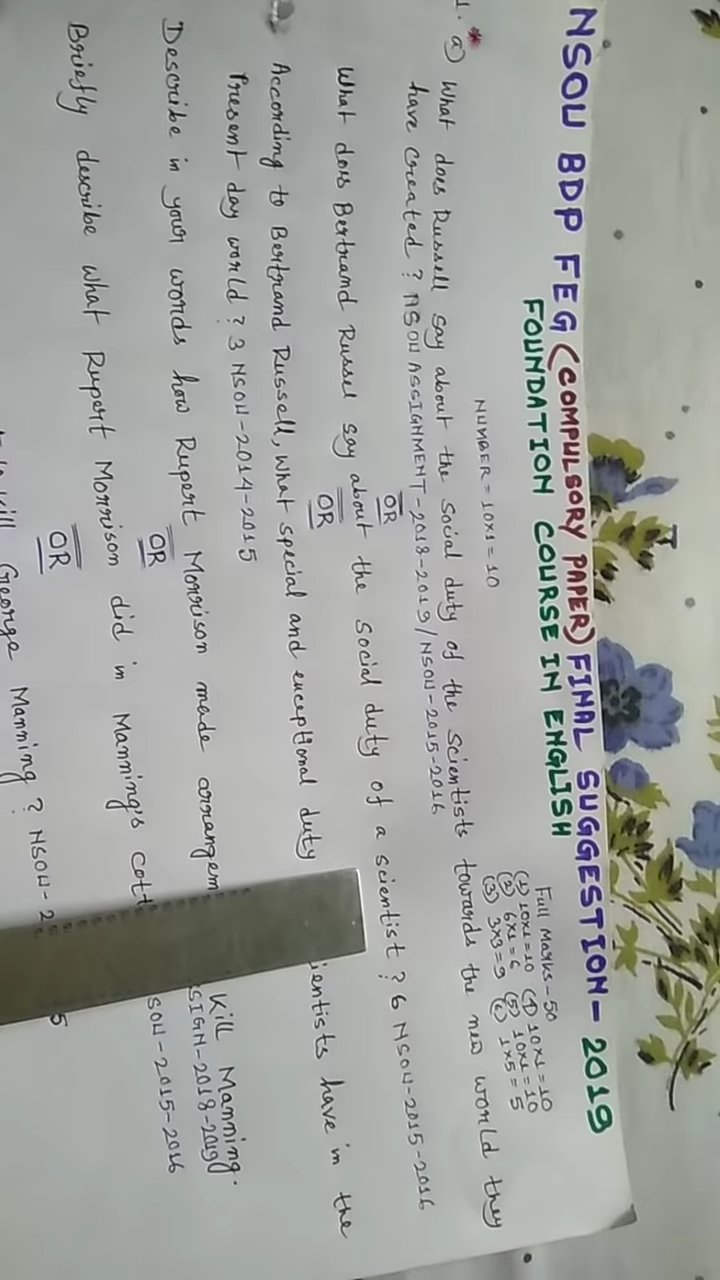 NSOU BDP FEG (COMPULSORY PAPER) FINAL SUGGESTION- 2019
FOUNDATION COURSE IN ENGLISH
Full Marks-50
(1) 10x1=10 (4) 10x1=10
(2) 6x1=6 (5) 10x1=10
(3) 3x3=9 (6) 1x5=5
NUMBER = 10x1=10
1. * a) What does Russell say about the social duty of the scientists towards the new world they
have created? NSOU ASSIGNMENT-2018-2019/NSOU-2015-2016
OR
What does Bertrand Russel say about the social duty of a scientist? 6 NSOU-2015-2016
OR
According to Bertrand Russell, what special and exceptional duty ientists have in the
Present day world? 3 NSOU-2014-2015
Describe in your words how Rupert Morrison made arrangem Kill Manning.
OR SIGN-2018-2019
Briefly describe what Rupert Morrison did in Manning's cott SOU-2015-2016
OR
Kill George Manning? NSOU-2 5